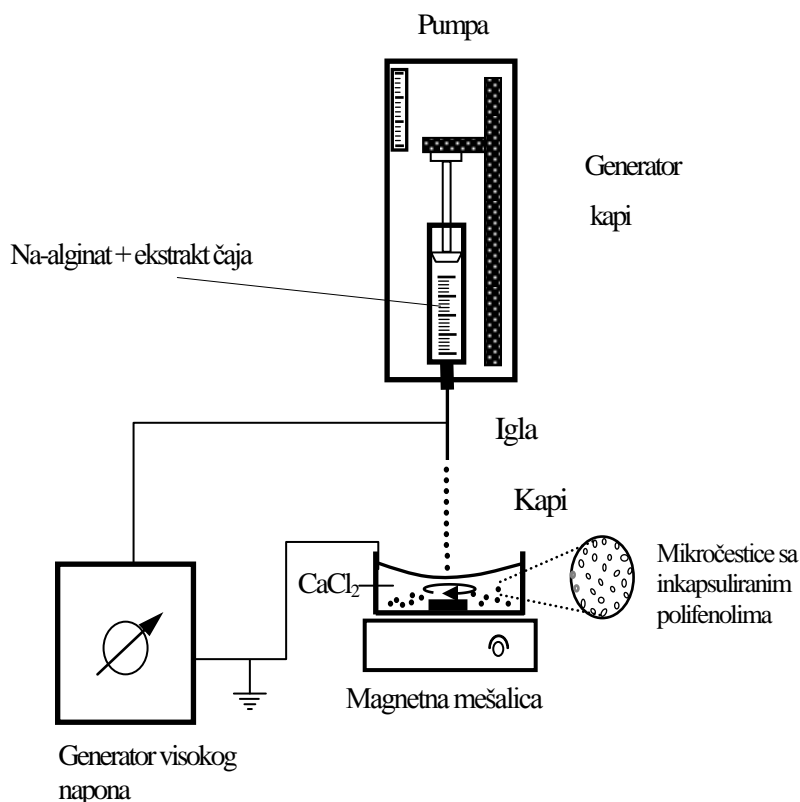 Pumpa
Generator
kapi
Na-alginat + ekstrakt čaja
Igla
Kapi
CaCl₂
Mikročestice sa
inkapsuliranim
polifenolima
Magnetna mešalica
Generator visokog
napona